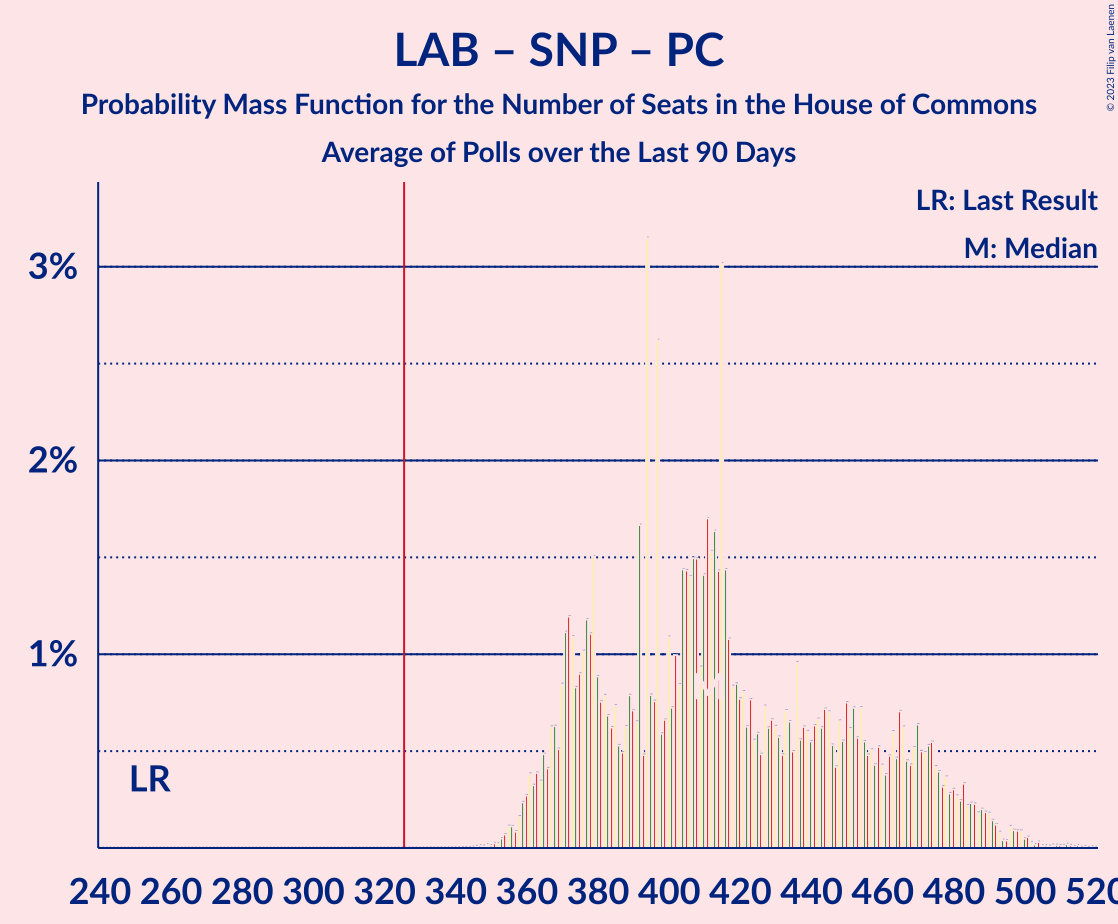 LAB – SNP – PC
Probability Mass Function for the Number of Seats in the House of Commons
Average of Polls over the Last 90 Days
© 2023 Filip van Laenen
LR: Last Result
M: Median
3%
2%
1%
LR
240 260 280 300 320 340 360 380 400 420 440 460 480 500 520